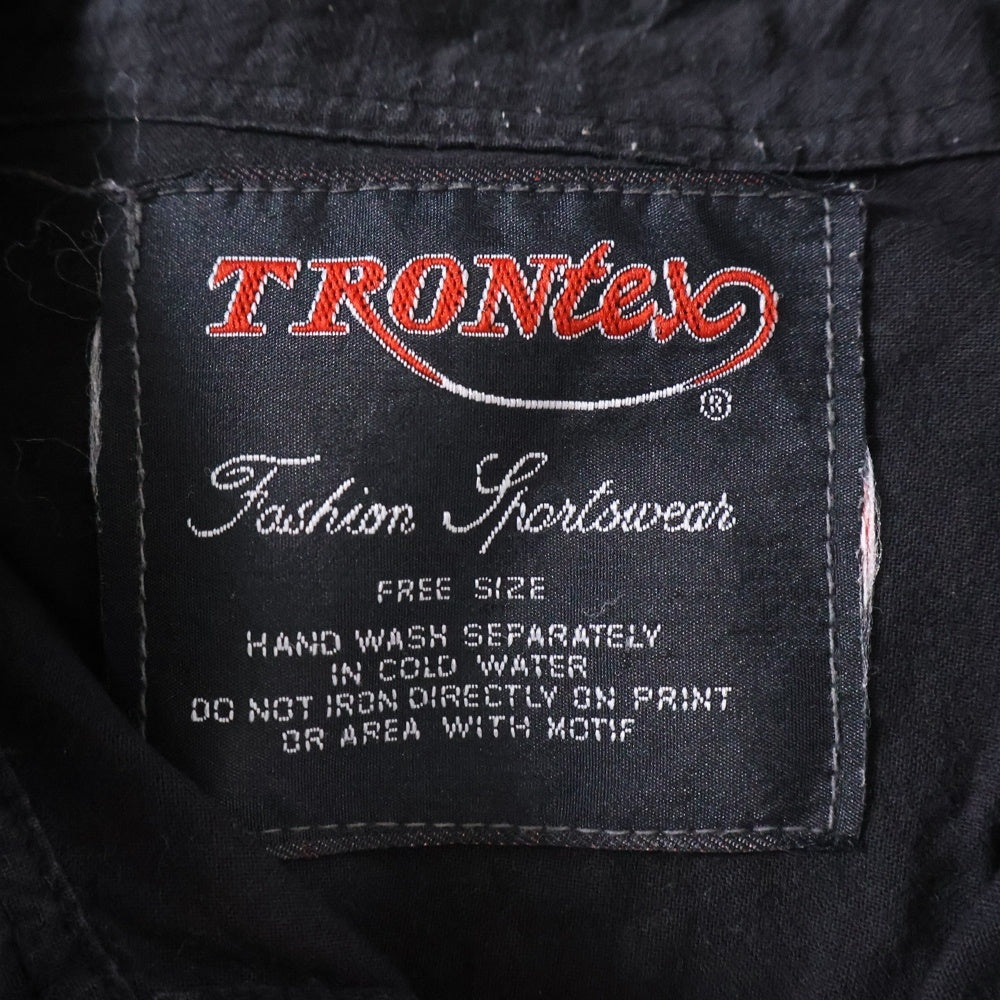 TRONtex
®
Fashion Sportswear
FREE SIZE
HAND WASH SEPARATELY
IN COLD WATER
DO NOT IRON DIRECTLY ON PRINT
OR AREA WITH MOTIF